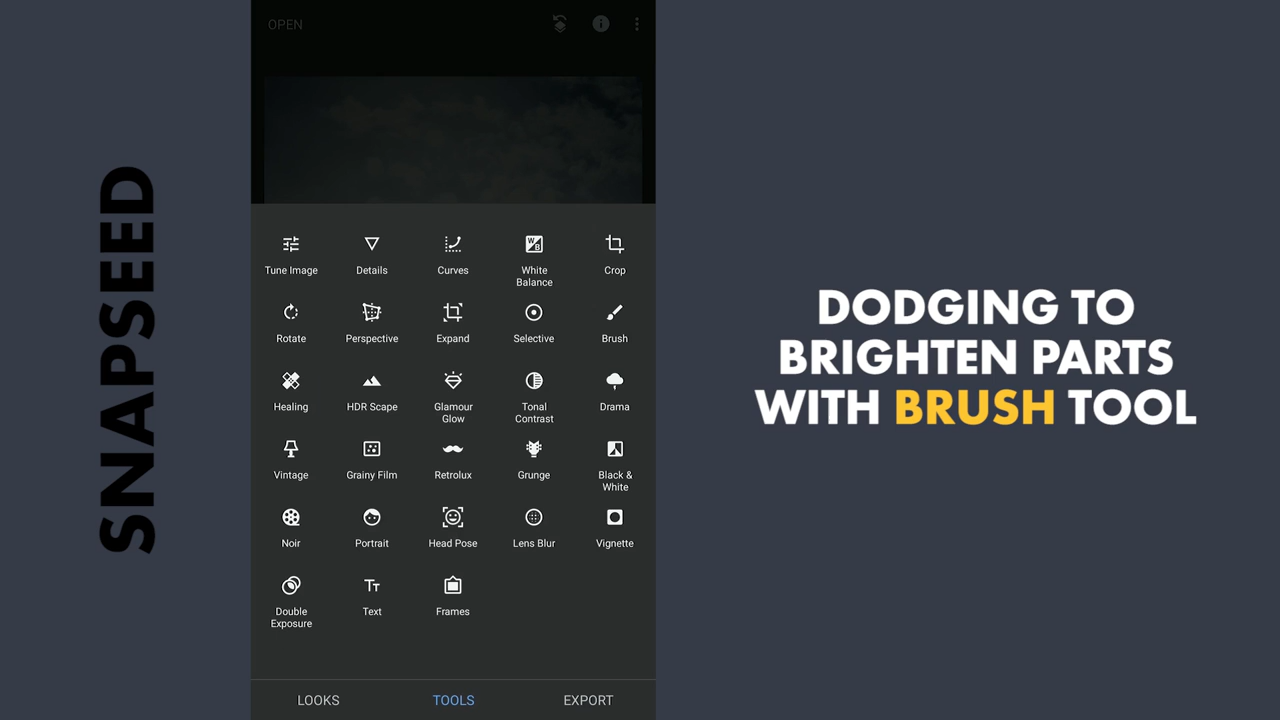 SNAPSEED
OPEN
Tune Image
Details
Curves
White
Balance
Crop
Rotate
Perspective
Expand
Selective
Brush
Healing
HDR Scape
Glamour
Glow
Tonal
Contrast
Drama
Vintage
Grainy Film
Retrolux
Grunge
Black &
White
Noir
Portrait
Head Pose
Lens Blur
Vignette
Double
Exposure
Text
Frames
LOOKS
TOOLS
EXPORT
DODGING TO
BRIGHTEN PARTS
WITH BRUSH TOOL